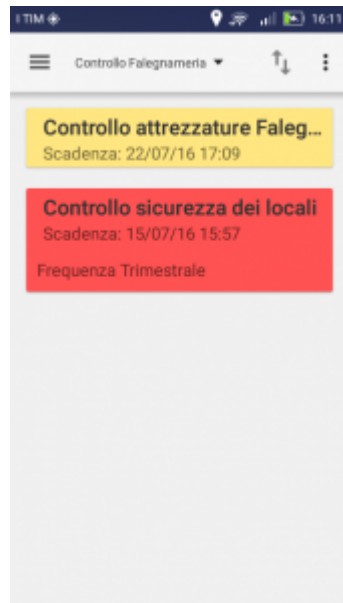 I TIM 16:11
Controllo Falegnameria
Controllo attrezzature Faleg...
Scadenza: 22/07/16 17:09
Controllo sicurezza dei locali
Scadenza: 15/07/16 15:57
Frequenza Trimestrale